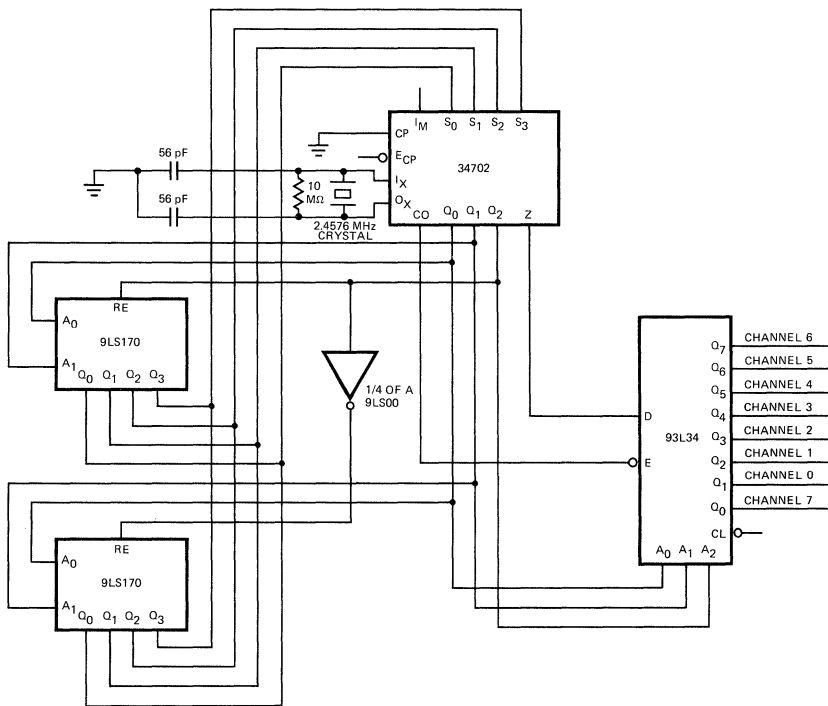 I_M S_0 S_1 S_2 S_3
CP
E_CP
34702
I_X
O_X
CO Q_0 Q_1 Q_2 Z
56 pF
56 pF
10
MΩ
2.4576 MHz
CRYSTAL
RE
A_0
9LS170
A_1
Q_0 Q_1 Q_2 Q_3
1/4 OF A
9LS00
RE
A_0
9LS170
A_1
Q_0 Q_1 Q_2 Q_3
D
E
93L34
Q_7 CHANNEL 6
Q_6 CHANNEL 5
Q_5 CHANNEL 4
Q_4 CHANNEL 3
Q_3 CHANNEL 2
Q_2 CHANNEL 1
Q_1 CHANNEL 0
Q_0 CHANNEL 7
CL
A_0 A_1 A_2